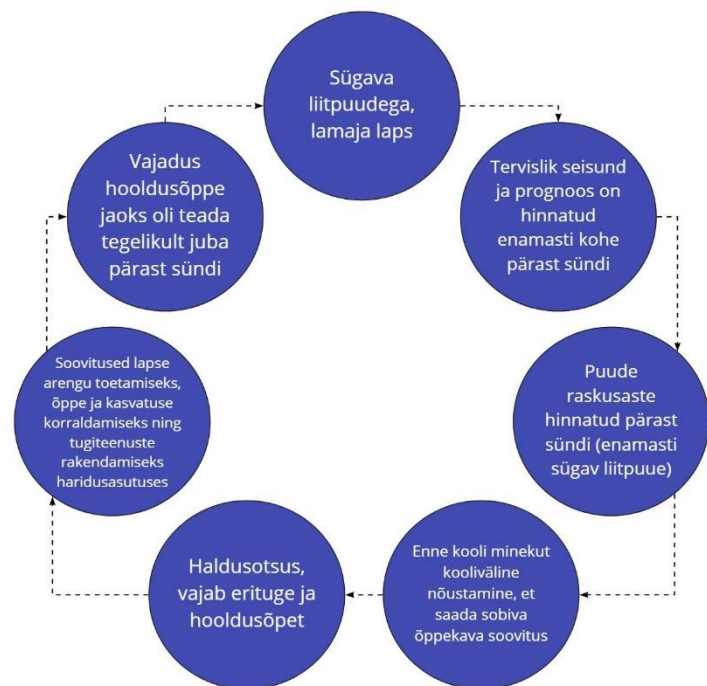 Sügava
liitpuudega,
lamaja laps
Tervislik seisund
ja prognoos on
hinnatud
enamasti kohe
pärast sündi
Puude
raskusaste
hinnatud pärast
sündi (enamasti
sügav liitpuue)
Enne kooli minekut
kooliväline
nõustamine, et
saada sobiva
õppekava soovitus
Haldusotsus,
vajab erituge ja
hooldusõpet
Soovitused lapse
arengu toetamiseks,
õppe ja kasvatuse
korraldamiseks ning
tugiteenuste
rakendamiseks
haridusasutuses
Vajadus
hooldusõppe
jaoks oli teada
tegelikult juba
pärast sündi